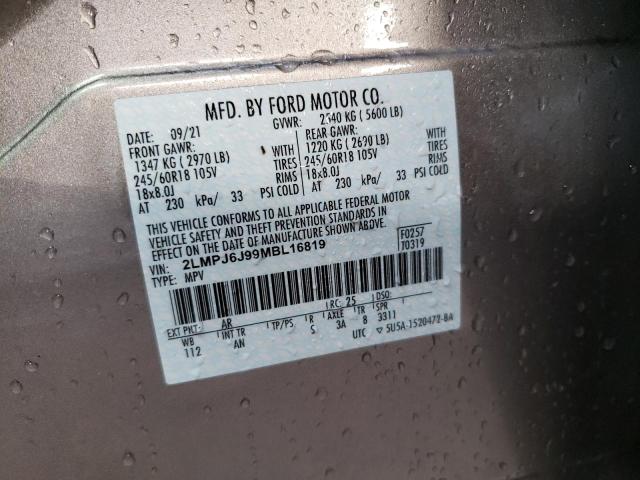 MFD. BY FORD MOTOR CO.
DATE: 09/21 GVWR: 2540 KG ( 5600 LB)
FRONT GAWR: WITH REAR GAWR: WITH
1347 KG ( 2970 LB) TIRES 1220 KG ( 2690 LB) TIRES
245/60R18 105V RIMS 245/60R18 105V RIMS
18x8.0J 18x8.0J
AT 230 kPa/ 33 PSI COLD AT 230 kPa/ 33 PSI COLD
THIS VEHICLE CONFORMS TO ALL APPLICABLE FEDERAL MOTOR
VEHICLE SAFETY AND THEFT PREVENTION STANDARDS IN
EFFECT ON THE DATE OF MANUFACTURE SHOWN ABOVE.
VIN: 2LMPJ6J99MBL16819 F0257
TYPE: MPV T0319
EXT PNT: AR RC: 25 DSO:
WB INT TR TP/PS R AXLE TR SPR
112 AN S 3A 8 3311
UTC ▽ 5U5A-1520472-BA